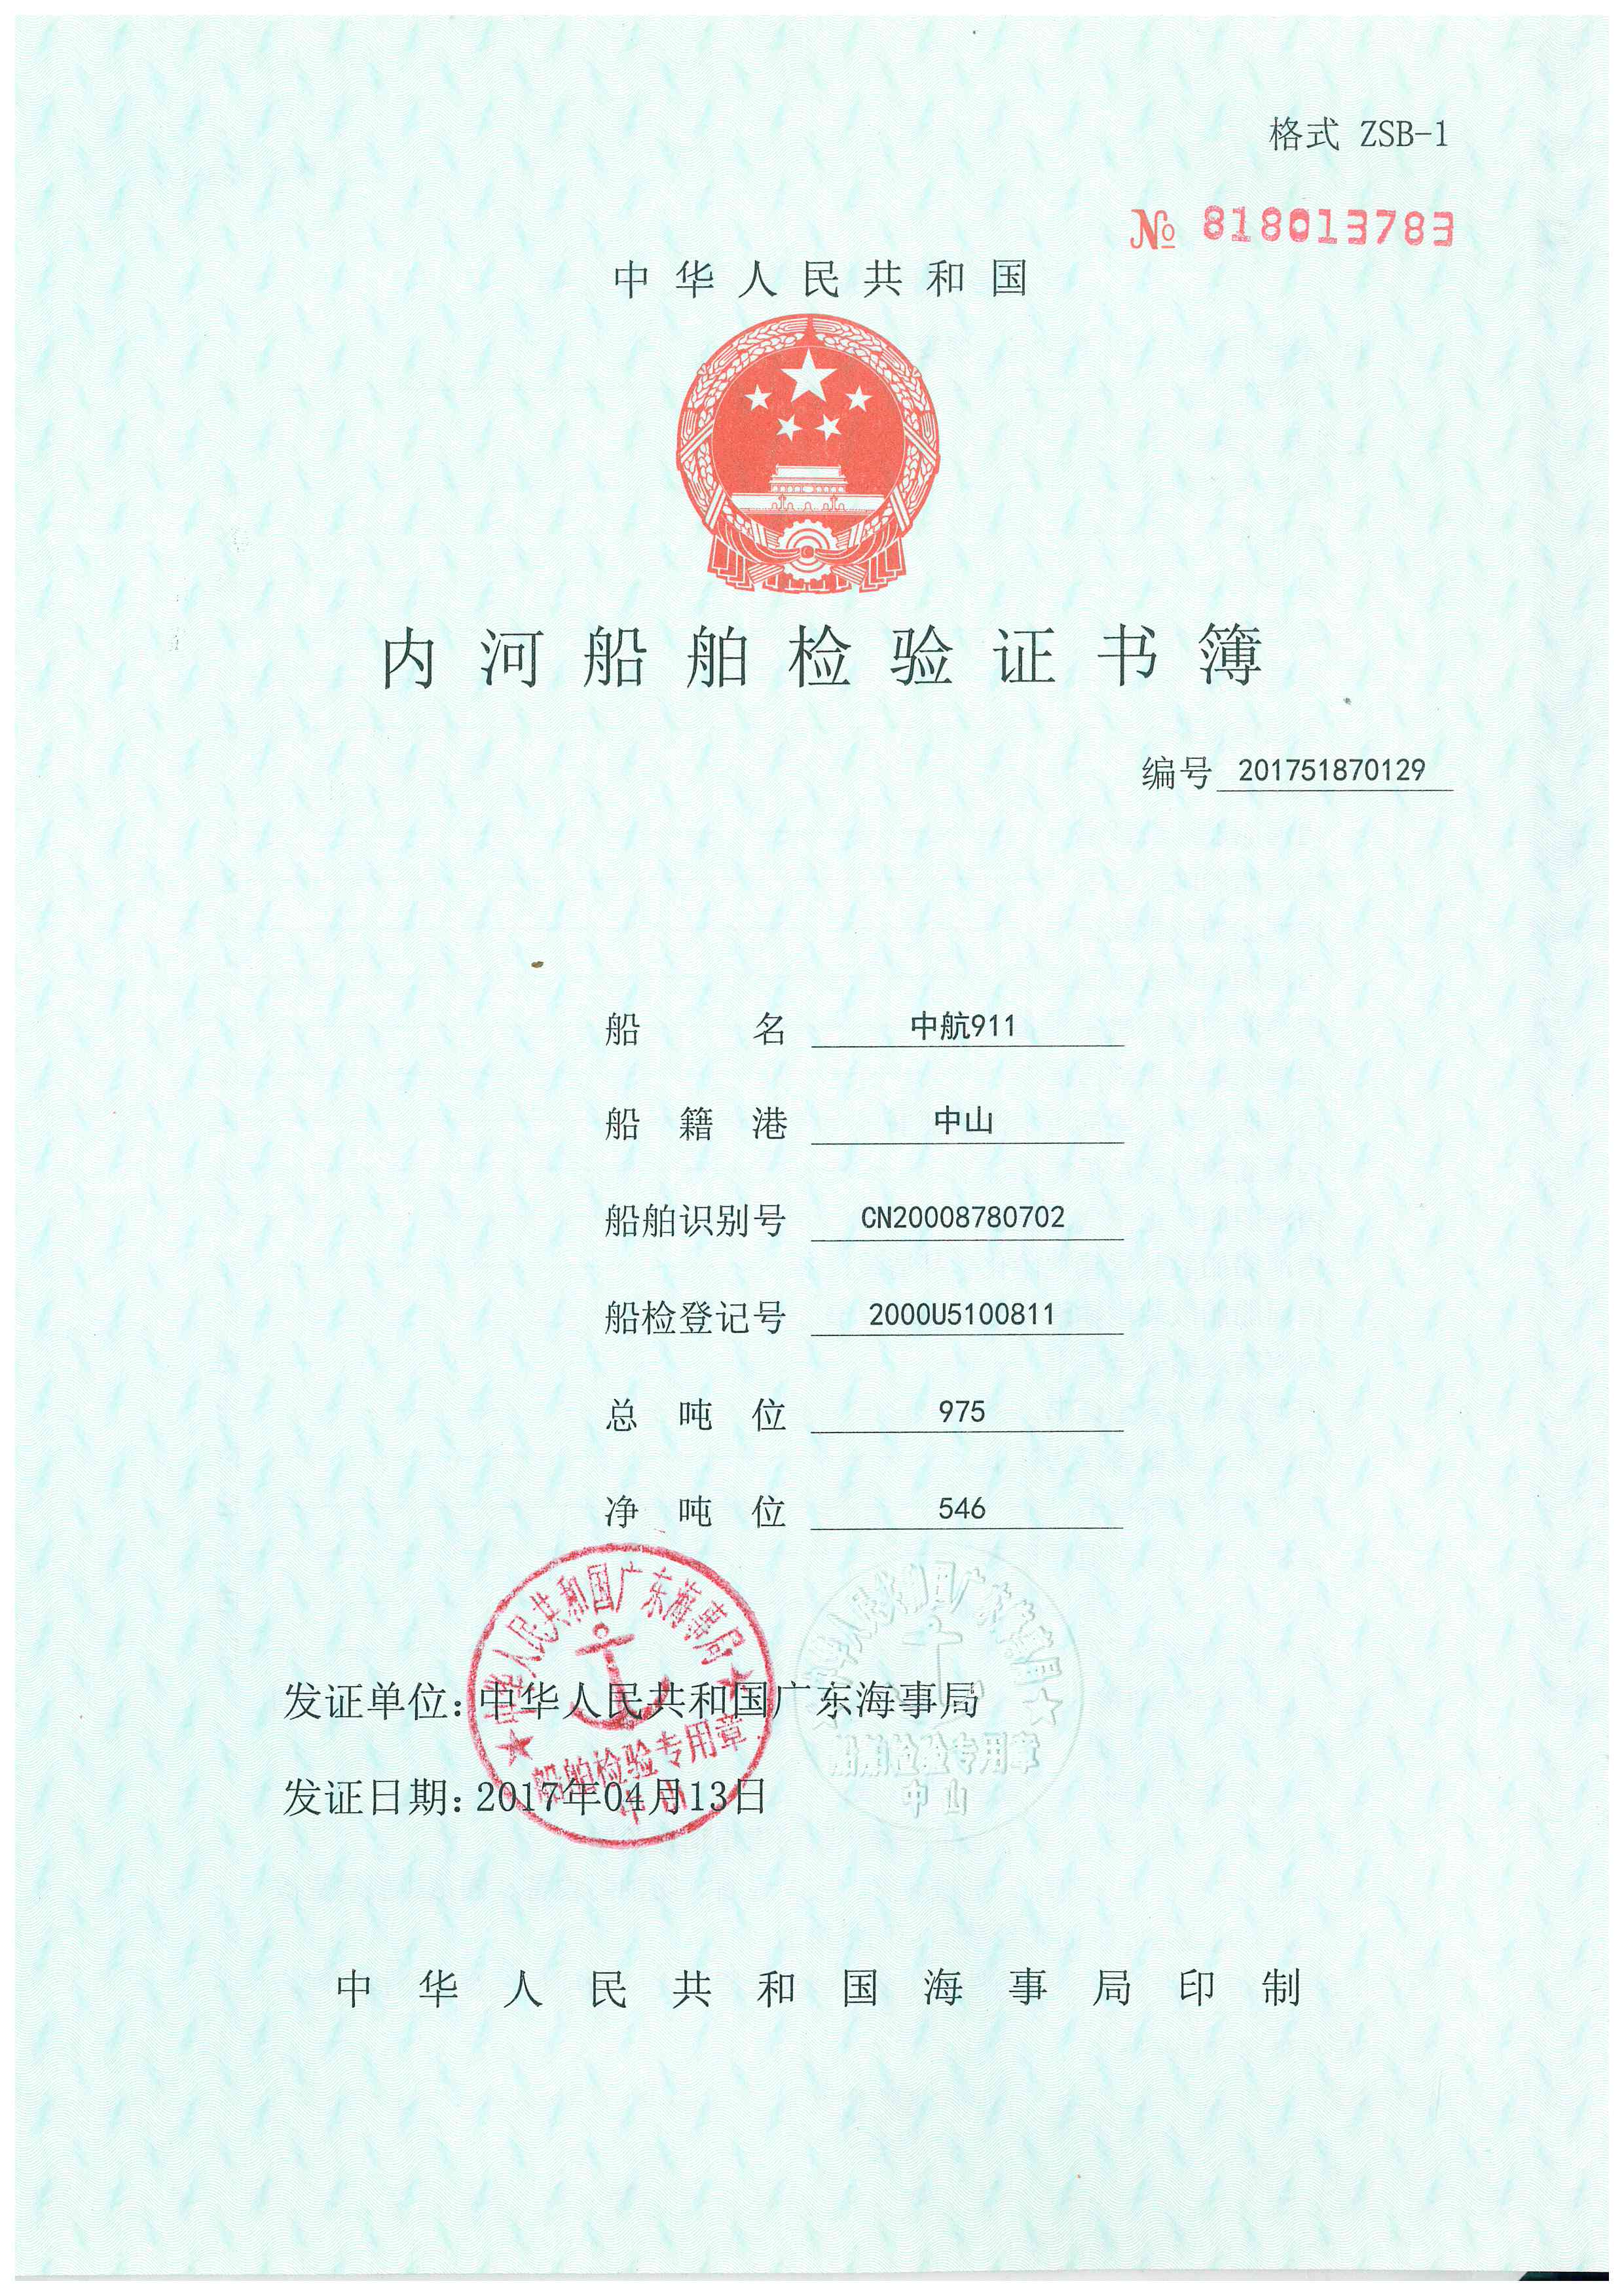 格式 ZSB-1
№ 818013783
中华人民共和国
内河船舶检验证书簿
编号 201751870129
船名 中航911
船籍港 中山
船舶识别号 CN20008780702
船检登记号 2000U5100811
总吨位 975
净吨位 546
中华人民共和国广东海事局
船舶检验专用章
中山
中华人民共和国广东海事局
船舶检验专用章
中山
发证单位：中华人民共和国广东海事局
发证日期：2017年04月13日
中华人民共和国海事局印制